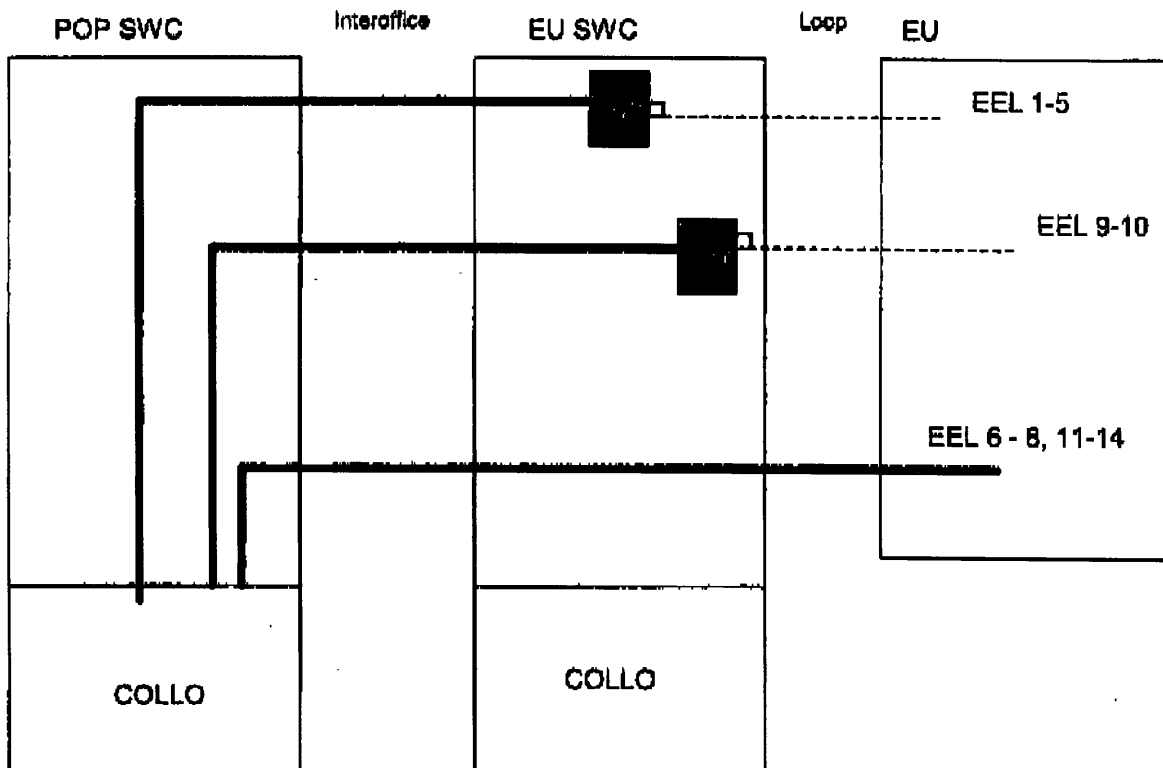 POP SWC
Interoffice
EU SWC
Loop
EU
EEL 1-5
EEL 9-10
EEL 6 - 8, 11-14
COLLO
COLLO